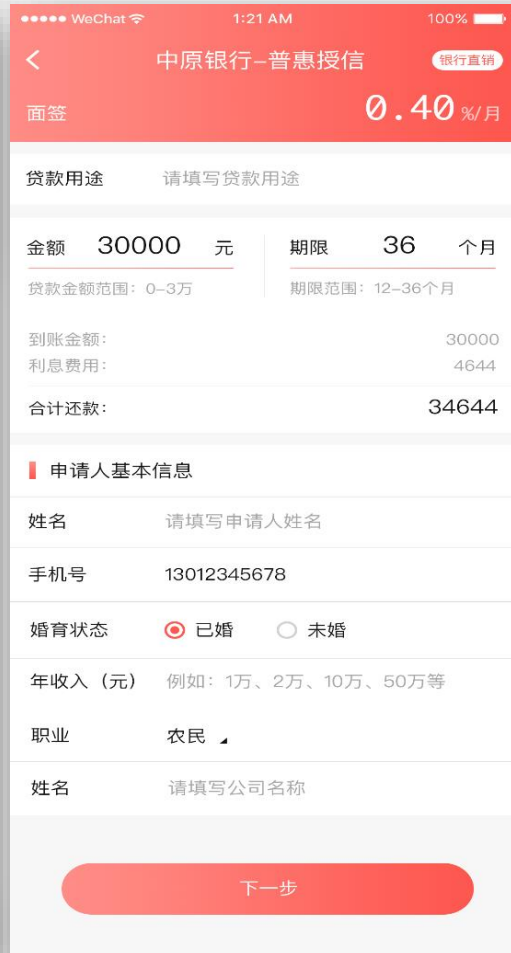 WeChat 1:21 AM 100%
中原银行-普惠授信 银行直销
面签 0.40 %/月
贷款用途 请填写贷款用途
金额 30000 元 期限 36 个月
贷款金额范围：0-3万 期限范围：12-36个月
到账金额： 30000
利息费用： 4644
合计还款： 34644
申请人基本信息
姓名 请填写申请人姓名
手机号 13012345678
婚育状态 已婚 未婚
年收入（元） 例如：1万、2万、10万、50万等
职业 农民
姓名 请填写公司名称
下一步